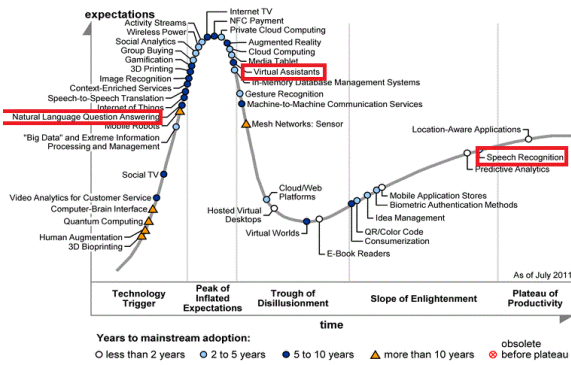 expectations
Activity Streams
Wireless Power
Social Analytics
Group Buying
Gamification
3D Printing
Image Recognition
Context-Enriched Services
Speech-to-Speech Translation
Internet of Things
Natural Language Question Answering
Mobile Robots
"Big Data" and Extreme Information
Processing and Management
Social TV
Video Analytics for Customer Service
Computer-Brain Interface
Quantum Computing
Human Augmentation
3D Bioprinting
Internet TV
NFC Payment
Private Cloud Computing
Augmented Reality
Cloud Computing
Media Tablet
Virtual Assistants
In-Memory Database Management Systems
Gesture Recognition
Machine-to-Machine Communication Services
Mesh Networks: Sensor
Cloud/Web
Platforms
Hosted Virtual
Desktops
Virtual Worlds
E-Book Readers
Consumerization
QR/Color Code
Idea Management
Biometric Authentication Methods
Mobile Application Stores
Location-Aware Applications
Speech Recognition
Predictive Analytics
As of July 2011
Technology
Trigger
Peak of
Inflated
Expectations
Trough of
Disillusionment
Slope of Enlightenment
Plateau of
Productivity
time
Years to mainstream adoption:
less than 2 years
2 to 5 years
5 to 10 years
more than 10 years
obsolete
before plateau